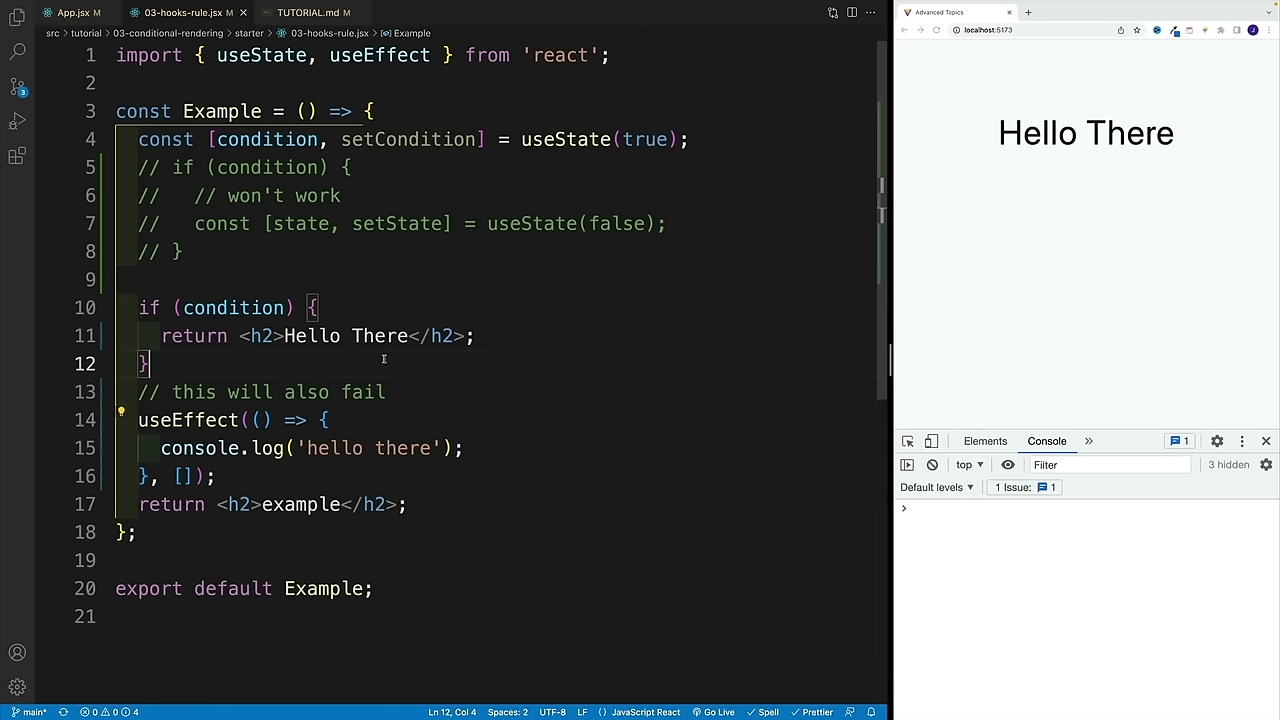 App.jsx M
03-hooks-rule.jsx M
TUTORIAL.md M
src › tutorial › 03-conditional-rendering › starter › 03-hooks-rule.jsx › Example
1 import { useState, useEffect } from 'react';
2
3 const Example = () => {
4 const [condition, setCondition] = useState(true);
5 // if (condition) {
6 //   // won't work
7 //   const [state, setState] = useState(false);
8 // }
9
10 if (condition) {
11 return <h2>Hello There</h2>;
12 }
13 // this will also fail
14 useEffect(() => {
15 console.log('hello there');
16 }, []);
17 return <h2>example</h2>;
18 };
19
20 export default Example;
21
3
main*
0 0 4
Ln 12, Col 4
Spaces: 2
UTF-8
LF
{} JavaScript React
Go Live
Spell
Prettier
Advanced Topics
localhost:5173
J
Hello There
Elements
Console
1
top
Filter
3 hidden
Default levels
1 Issue: 1